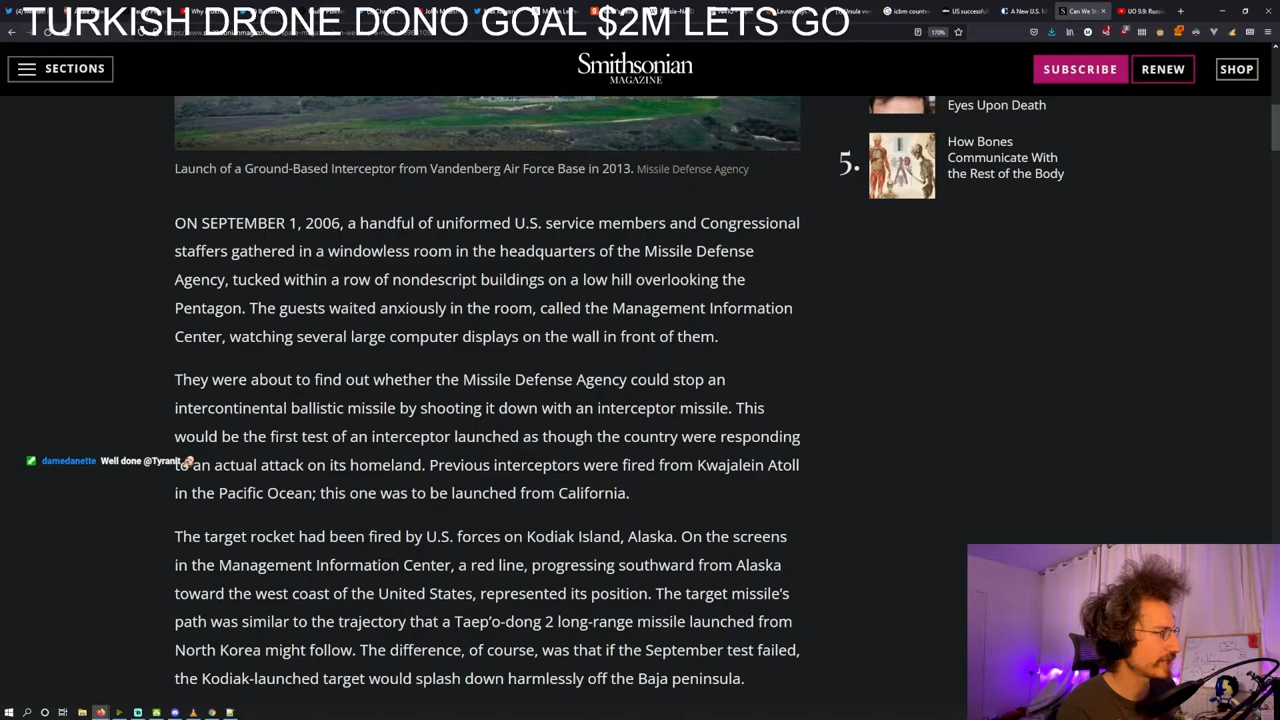 TURKISH DRONE DONO GOAL $2M LETS GO
Can We St
170%
SECTIONS
Smithsonian
MAGAZINE
SUBSCRIBE
RENEW
SHOP
Eyes Upon Death
5.
How Bones
Communicate With
the Rest of the Body
Launch of a Ground-Based Interceptor from Vandenberg Air Force Base in 2013. Missile Defense Agency
ON SEPTEMBER 1, 2006, a handful of uniformed U.S. service members and Congressional
staffers gathered in a windowless room in the headquarters of the Missile Defense
Agency, tucked within a row of nondescript buildings on a low hill overlooking the
Pentagon. The guests waited anxiously in the room, called the Management Information
Center, watching several large computer displays on the wall in front of them.
They were about to find out whether the Missile Defense Agency could stop an
intercontinental ballistic missile by shooting it down with an interceptor missile. This
would be the first test of an interceptor launched as though the country were responding
damedanette Well done @Tyranit
to an actual attack on its homeland. Previous interceptors were fired from Kwajalein Atoll
in the Pacific Ocean; this one was to be launched from California.
The target rocket had been fired by U.S. forces on Kodiak Island, Alaska. On the screens
in the Management Information Center, a red line, progressing southward from Alaska
toward the west coast of the United States, represented its position. The target missile's
path was similar to the trajectory that a Taep'o-dong 2 long-range missile launched from
North Korea might follow. The difference, of course, was that if the September test failed,
the Kodiak-launched target would splash down harmlessly off the Baja peninsula.